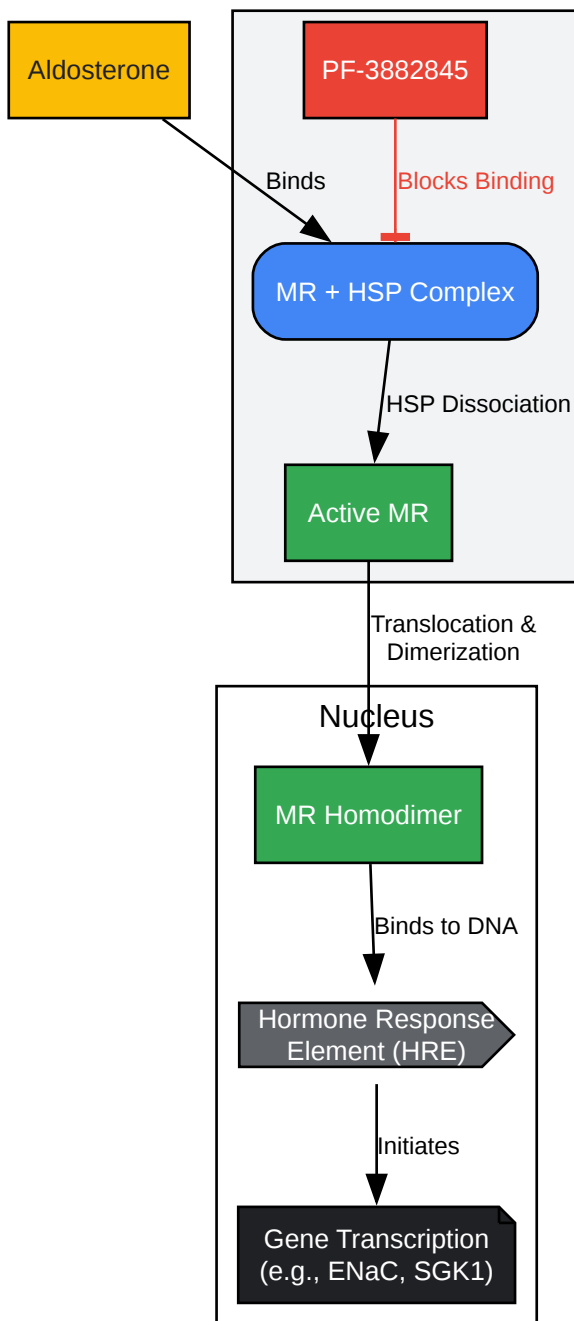 Aldosterone
PF-3882845
Binds
Blocks Binding
MR + HSP Complex
HSP Dissociation
Active MR
Translocation &
Dimerization
Nucleus
MR Homodimer
Binds to DNA
Hormone Response
Element (HRE)
Initiates
Gene Transcription
(e.g., ENaC, SGK1)